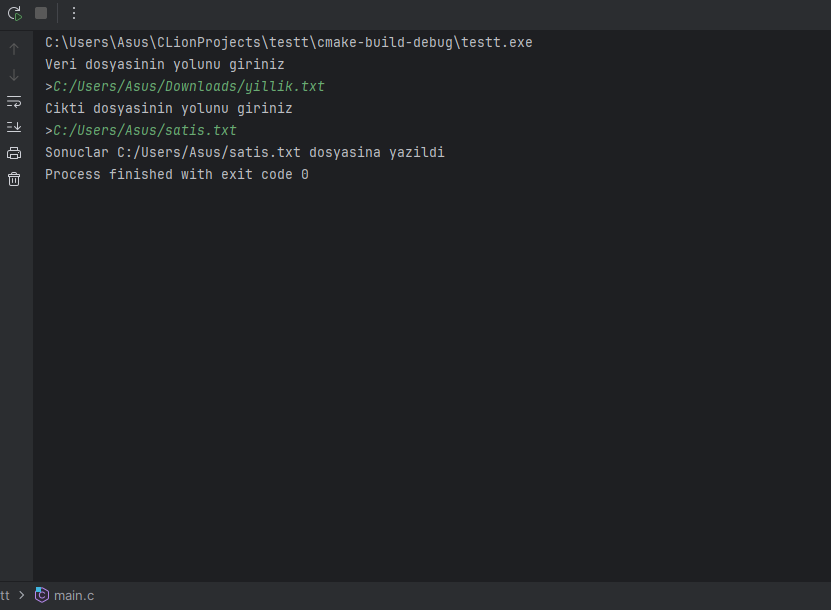 C:\Users\Asus\CLionProjects\testt\cmake-build-debug\testt.exe
Veri dosyasinin yolunu giriniz
>C:/Users/Asus/Downloads/yillik.txt
Cikti dosyasinin yolunu giriniz
>C:/Users/Asus/satis.txt
Sonuclar C:/Users/Asus/satis.txt dosyasina yazildi
Process finished with exit code 0
tt > main.c